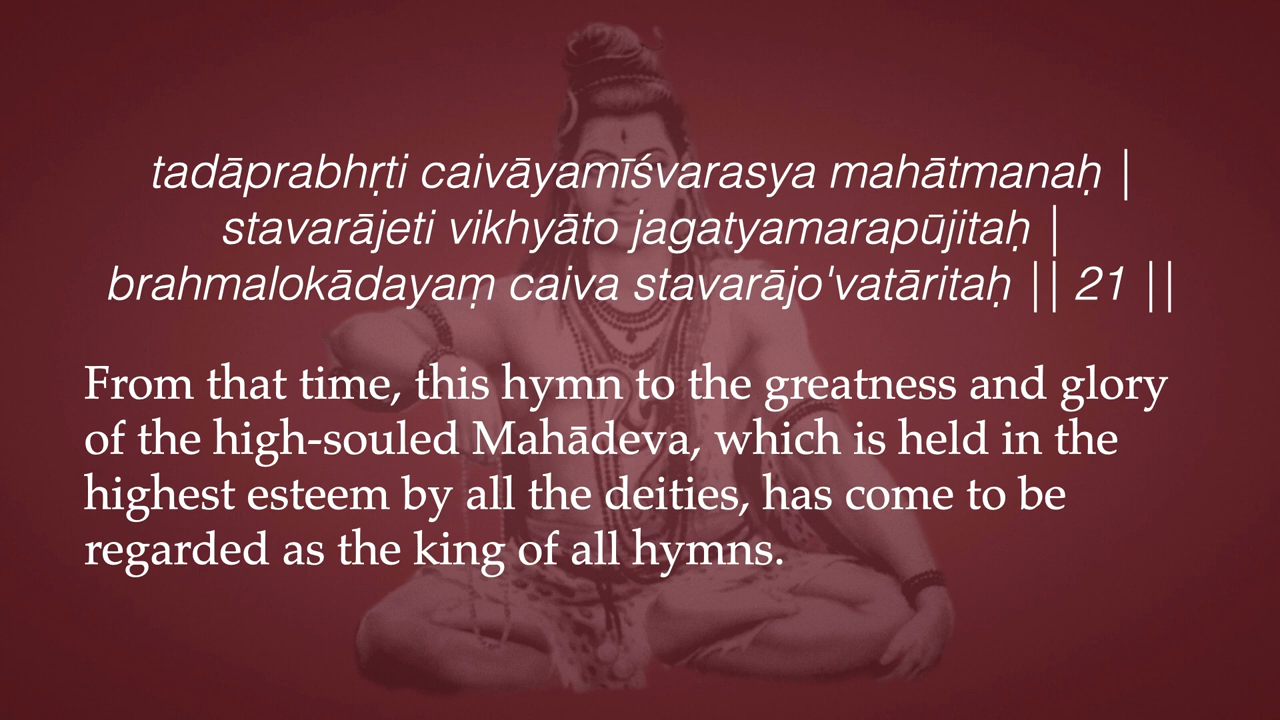 tadāprabhṛti caivāyamīśvarasya mahātmanaḥ |
stavarājeti vikhyāto jagatyamarapūjitaḥ |
brahmalokādayaṃ caiva stavarājo'vatāritaḥ || 21 ||
From that time, this hymn to the greatness and glory
of the high-souled Mahādeva, which is held in the
highest esteem by all the deities, has come to be
regarded as the king of all hymns.